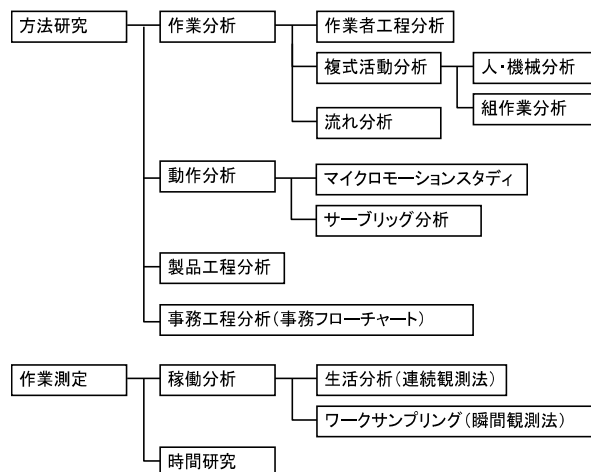 方法研究
作業分析
作業者工程分析
複式活動分析
人・機械分析
組作業分析
流れ分析
動作分析
マイクロモーションスタディ
サーブリッグ分析
製品工程分析
事務工程分析(事務フローチャート)
作業測定
稼働分析
生活分析(連続観測法)
ワークサンプリング(瞬間観測法)
時間研究